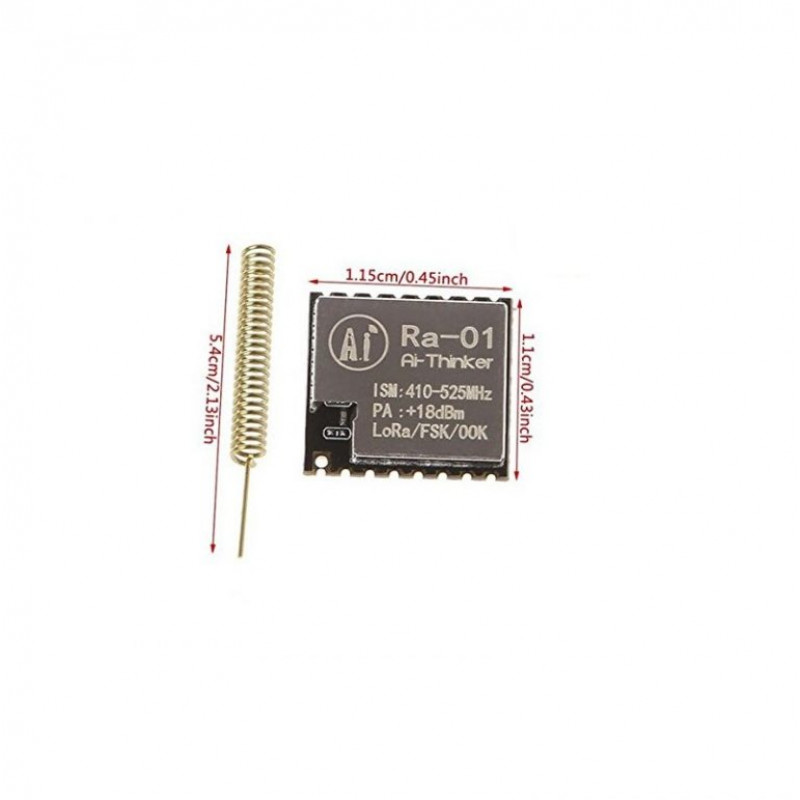 1.15cm/0.45inch
5.4cm/2.13inch
1.1cm/0.43inch
Ai
Ra-01
Ai-Thinker
ISM:410-525MHz
PA :+18dBm
LoRa/FSK/OOK